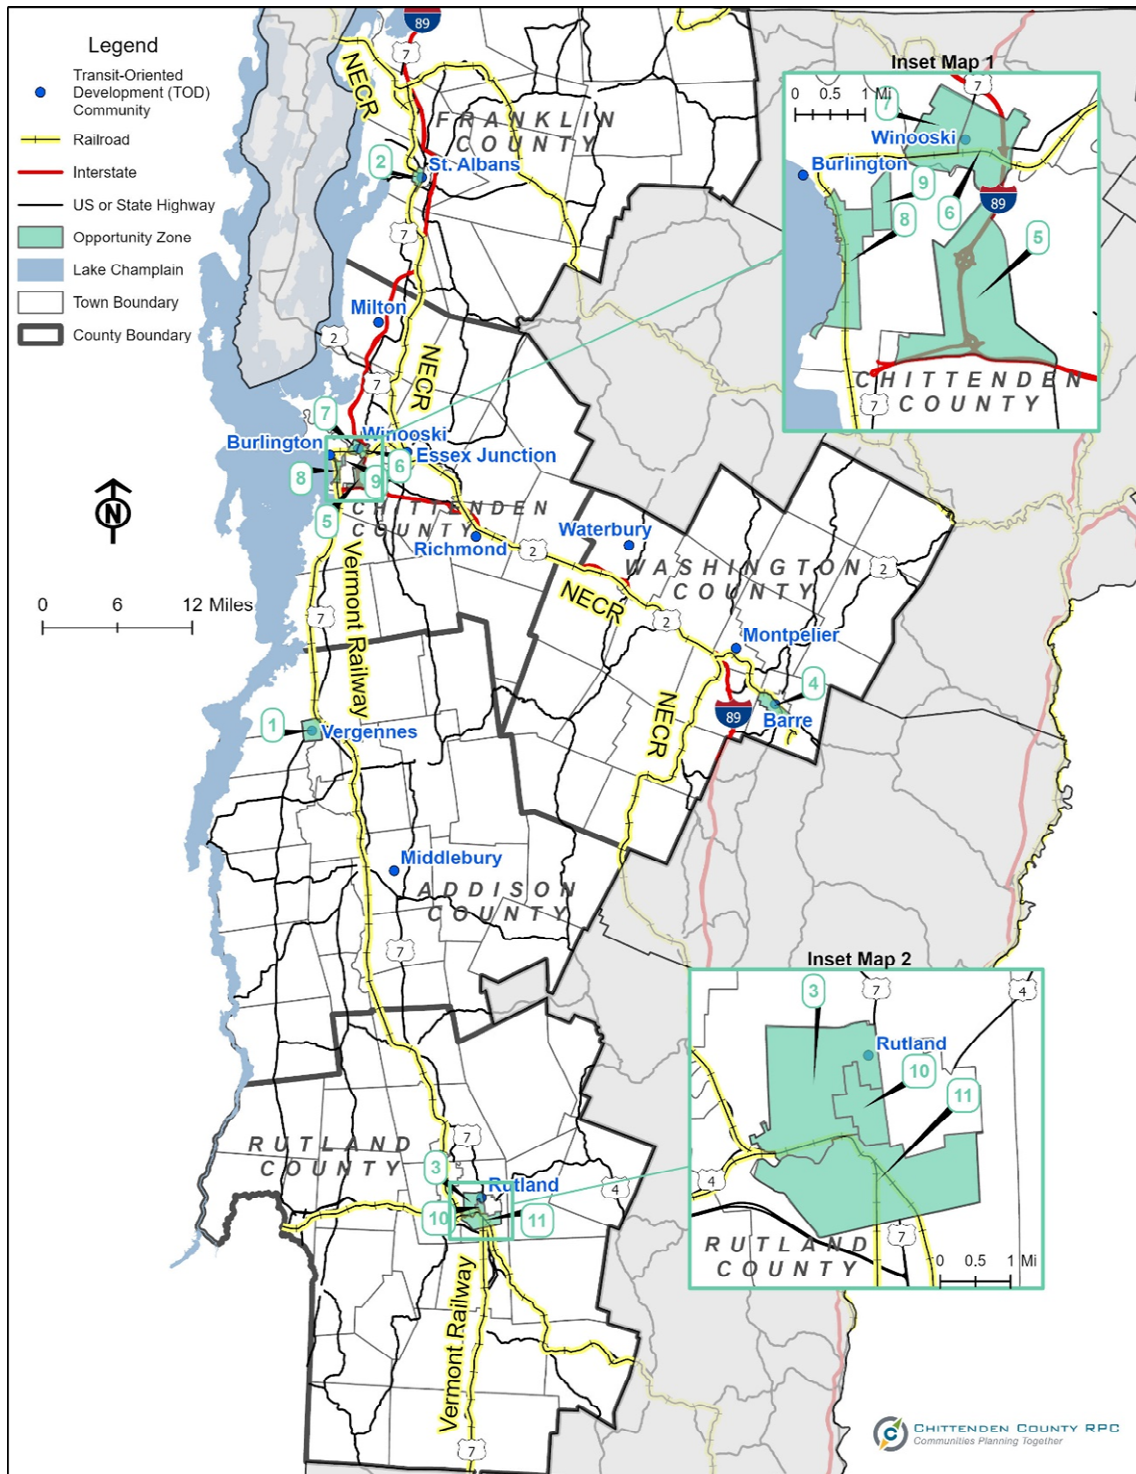 Legend
Transit-Oriented
Development (TOD)
Community
Railroad
Interstate
US or State Highway
Opportunity Zone
Lake Champlain
Town Boundary
County Boundary
89
7
NECR
FRANKLIN
COUNTY
2
St. Albans
7
Milton
2
NECR
7
7
Winooski
Burlington
Essex Junction
6
8
9
CHITTENDEN
COUNTY
5
Richmond
2
Waterbury
WASHINGTON
COUNTY
2
NECR
2
Montpelier
N
0 6 12 Miles
7
Vermont Railway
NECR
4
89
Barre
1
Vergennes
Middlebury
ADDISON
COUNTY
7
RUTLAND
COUNTY
7
3
Rutland
4
10
11
Vermont Railway
7
Inset Map 1
0 0.5 1 Mi
7
7
Winooski
Burlington
9
89
8
6
5
CHITTENDEN
COUNTY
7
Inset Map 2
3
7
4
Rutland
10
11
4
RUTLAND
COUNTY
7
0 0.5 1 Mi
C
CHITTENDEN COUNTY RPC
Communities Planning Together